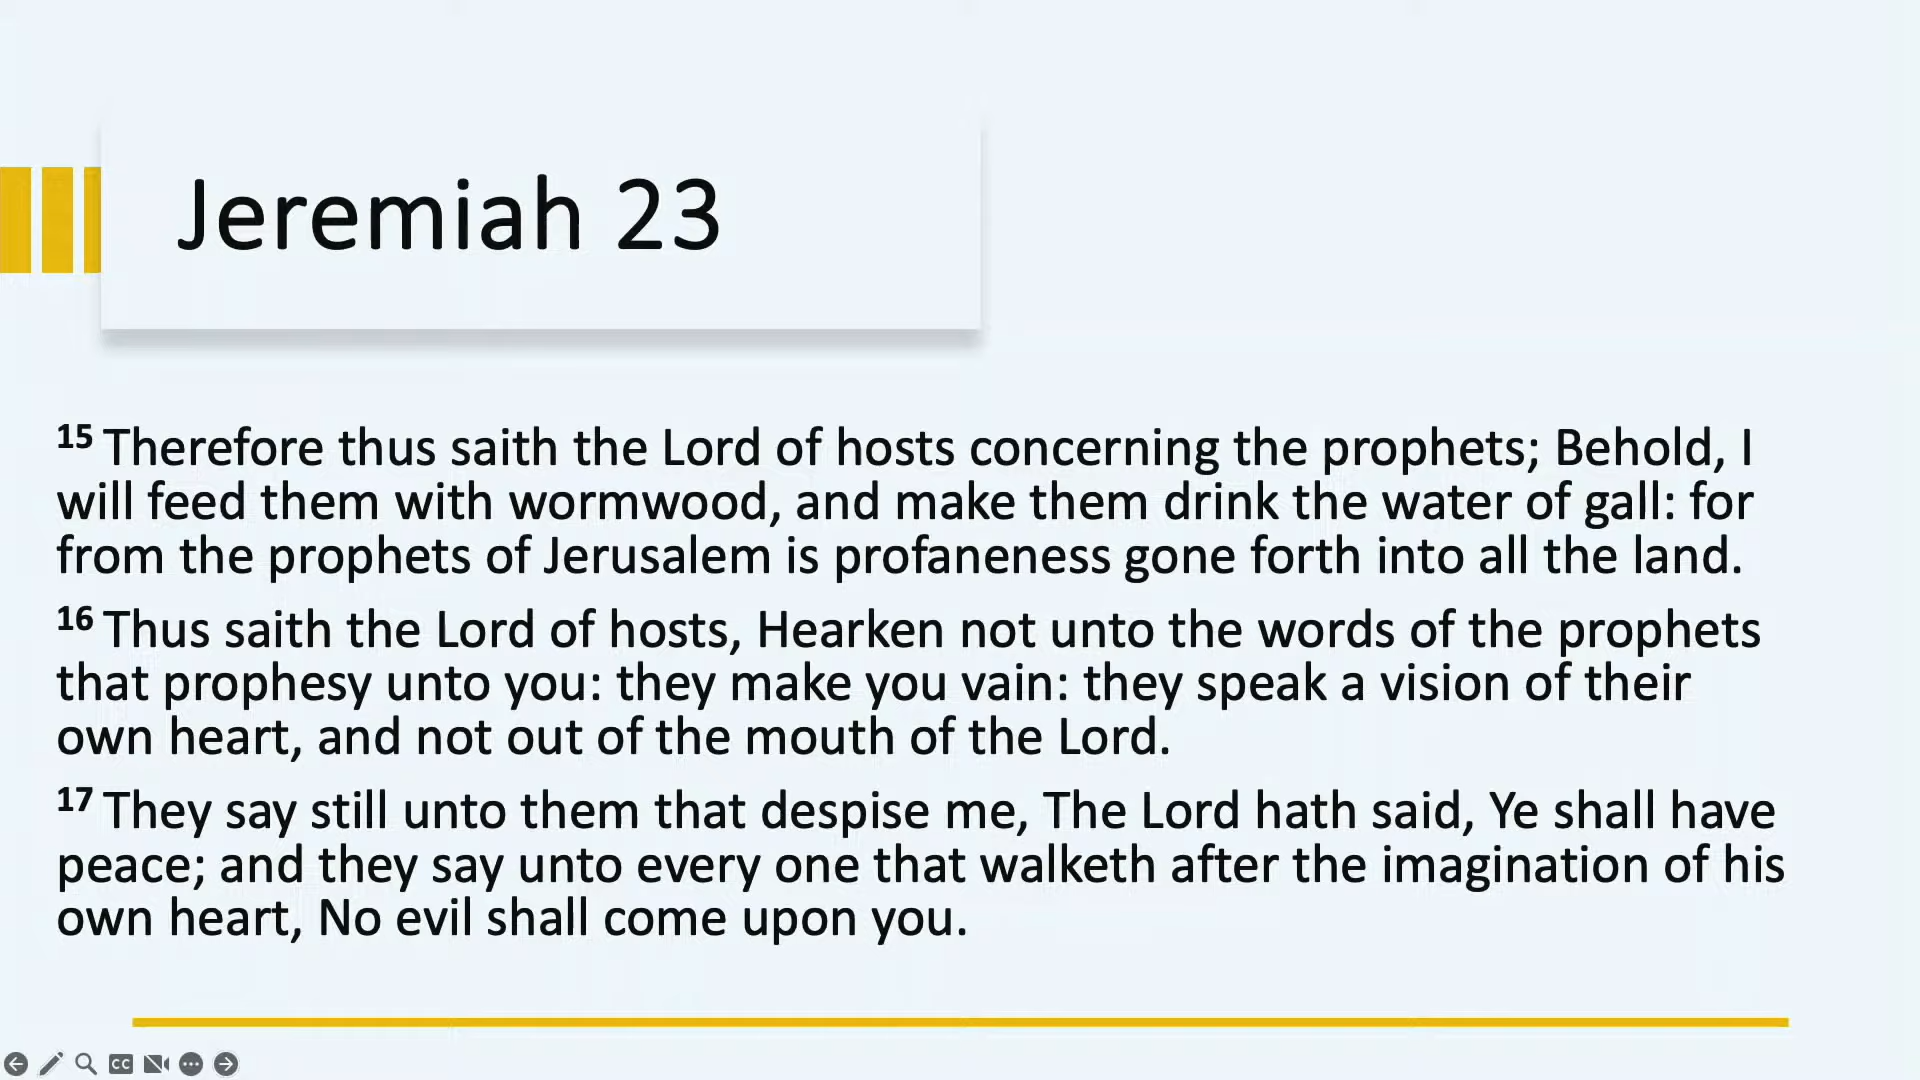 Jeremiah 23
15 Therefore thus saith the Lord of hosts concerning the prophets; Behold, I
will feed them with wormwood, and make them drink the water of gall: for
from the prophets of Jerusalem is profaneness gone forth into all the land.
16 Thus saith the Lord of hosts, Hearken not unto the words of the prophets
that prophesy unto you: they make you vain: they speak a vision of their
own heart, and not out of the mouth of the Lord.
17 They say still unto them that despise me, The Lord hath said, Ye shall have
peace; and they say unto every one that walketh after the imagination of his
own heart, No evil shall come upon you.
CC